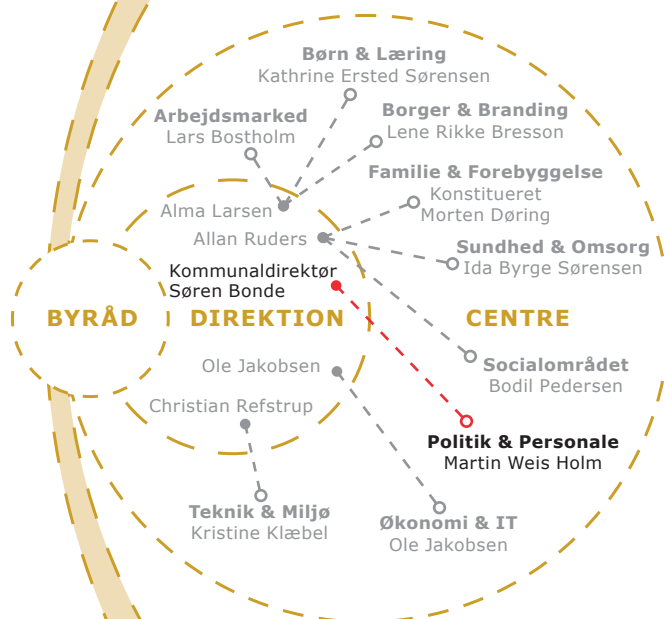 Børn & Læring
Kathrine Ersted Sørensen
Arbejdsmarked
Lars Bostholm
Borger & Branding
Lene Rikke Bresson
Familie & Forebyggelse
Konstitueret
Morten Døring
Alma Larsen
Allan Ruders
Sundhed & Omsorg
Ida Byrge Sørensen
Kommunaldirektør
Søren Bonde
BYRÅD
DIREKTION
CENTRE
Ole Jakobsen
Socialområdet
Bodil Pedersen
Christian Refstrup
Politik & Personale
Martin Weis Holm
Teknik & Miljø
Kristine Klæbel
Økonomi & IT
Ole Jakobsen